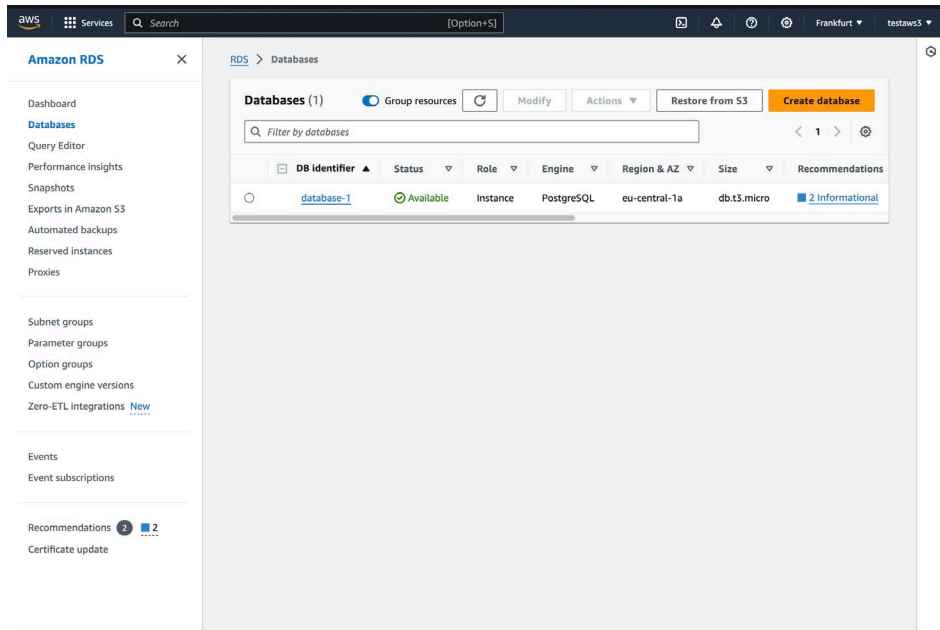 aws Services Search [Option+S] Frankfurt testaws3
Amazon RDS
Dashboard
Databases
Query Editor
Performance insights
Snapshots
Exports in Amazon S3
Automated backups
Reserved instances
Proxies
Subnet groups
Parameter groups
Option groups
Custom engine versions
Zero-ETL integrations New
Events
Event subscriptions
Recommendations 2 2
Certificate update
RDS > Databases
Databases (1) Group resources Modify Actions Restore from S3 Create database
Filter by databases 1
DB identifier Status Role Engine Region & AZ Size Recommendations
database-1 Available Instance PostgreSQL eu-central-1a db.t3.micro 2 Informational